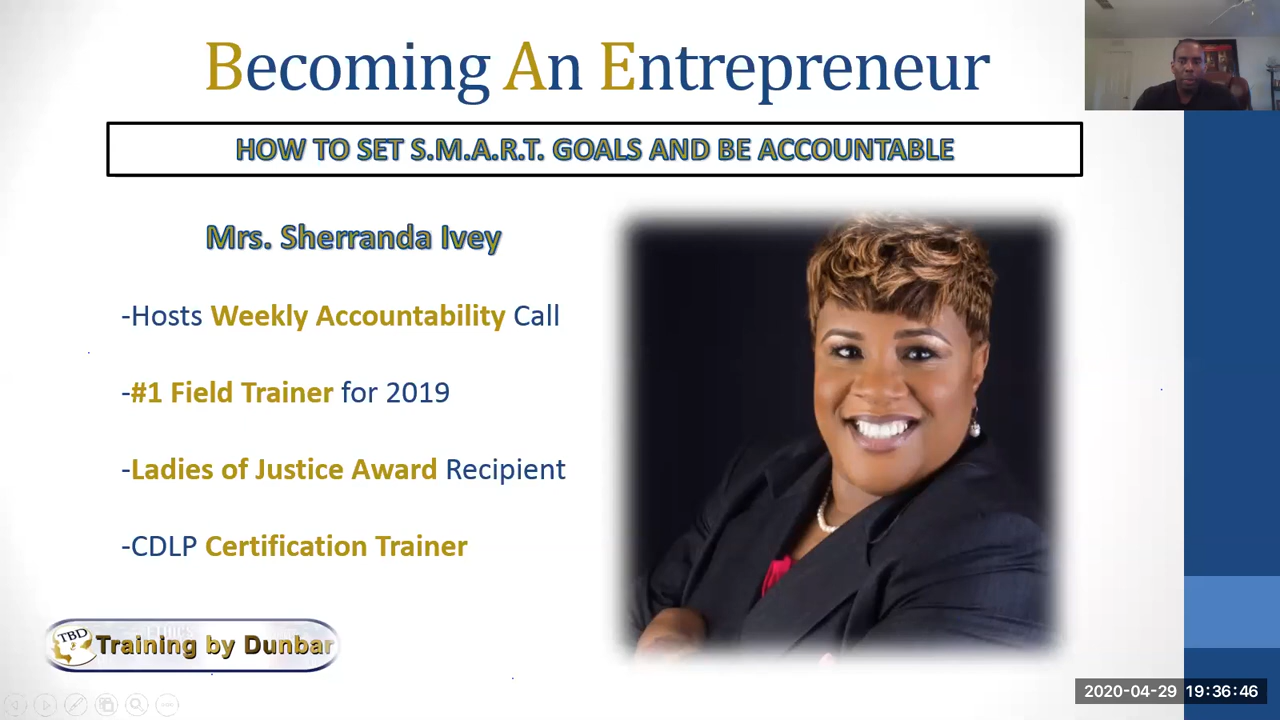 Becoming An Entrepreneur
HOW TO SET S.M.A.R.T. GOALS AND BE ACCOUNTABLE
Mrs. Sherranda Ivey
-Hosts Weekly Accountability Call
-#1 Field Trainer for 2019
-Ladies of Justice Award Recipient
-CDLP Certification Trainer
TBD Training by Dunbar
2020-04-29 19:36:46